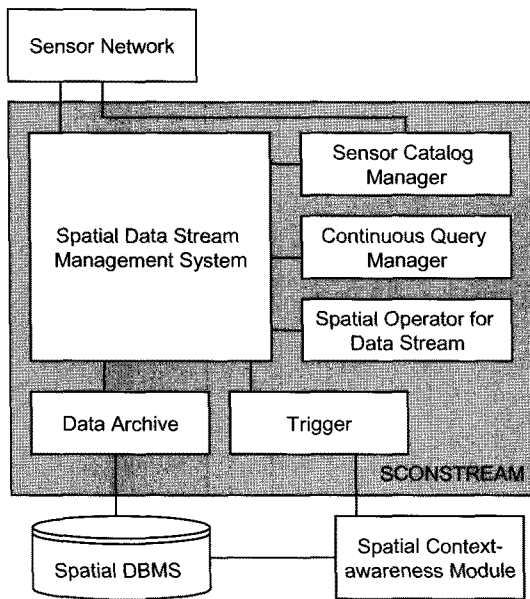 Sensor Network
Sensor Catalog
Manager
Spatial Data Stream
Management System
Continuous Query
Manager
Spatial Operator for
Data Stream
Data Archive
Trigger
SCONSTREAM
Spatial DBMS
Spatial Context-
awareness Module